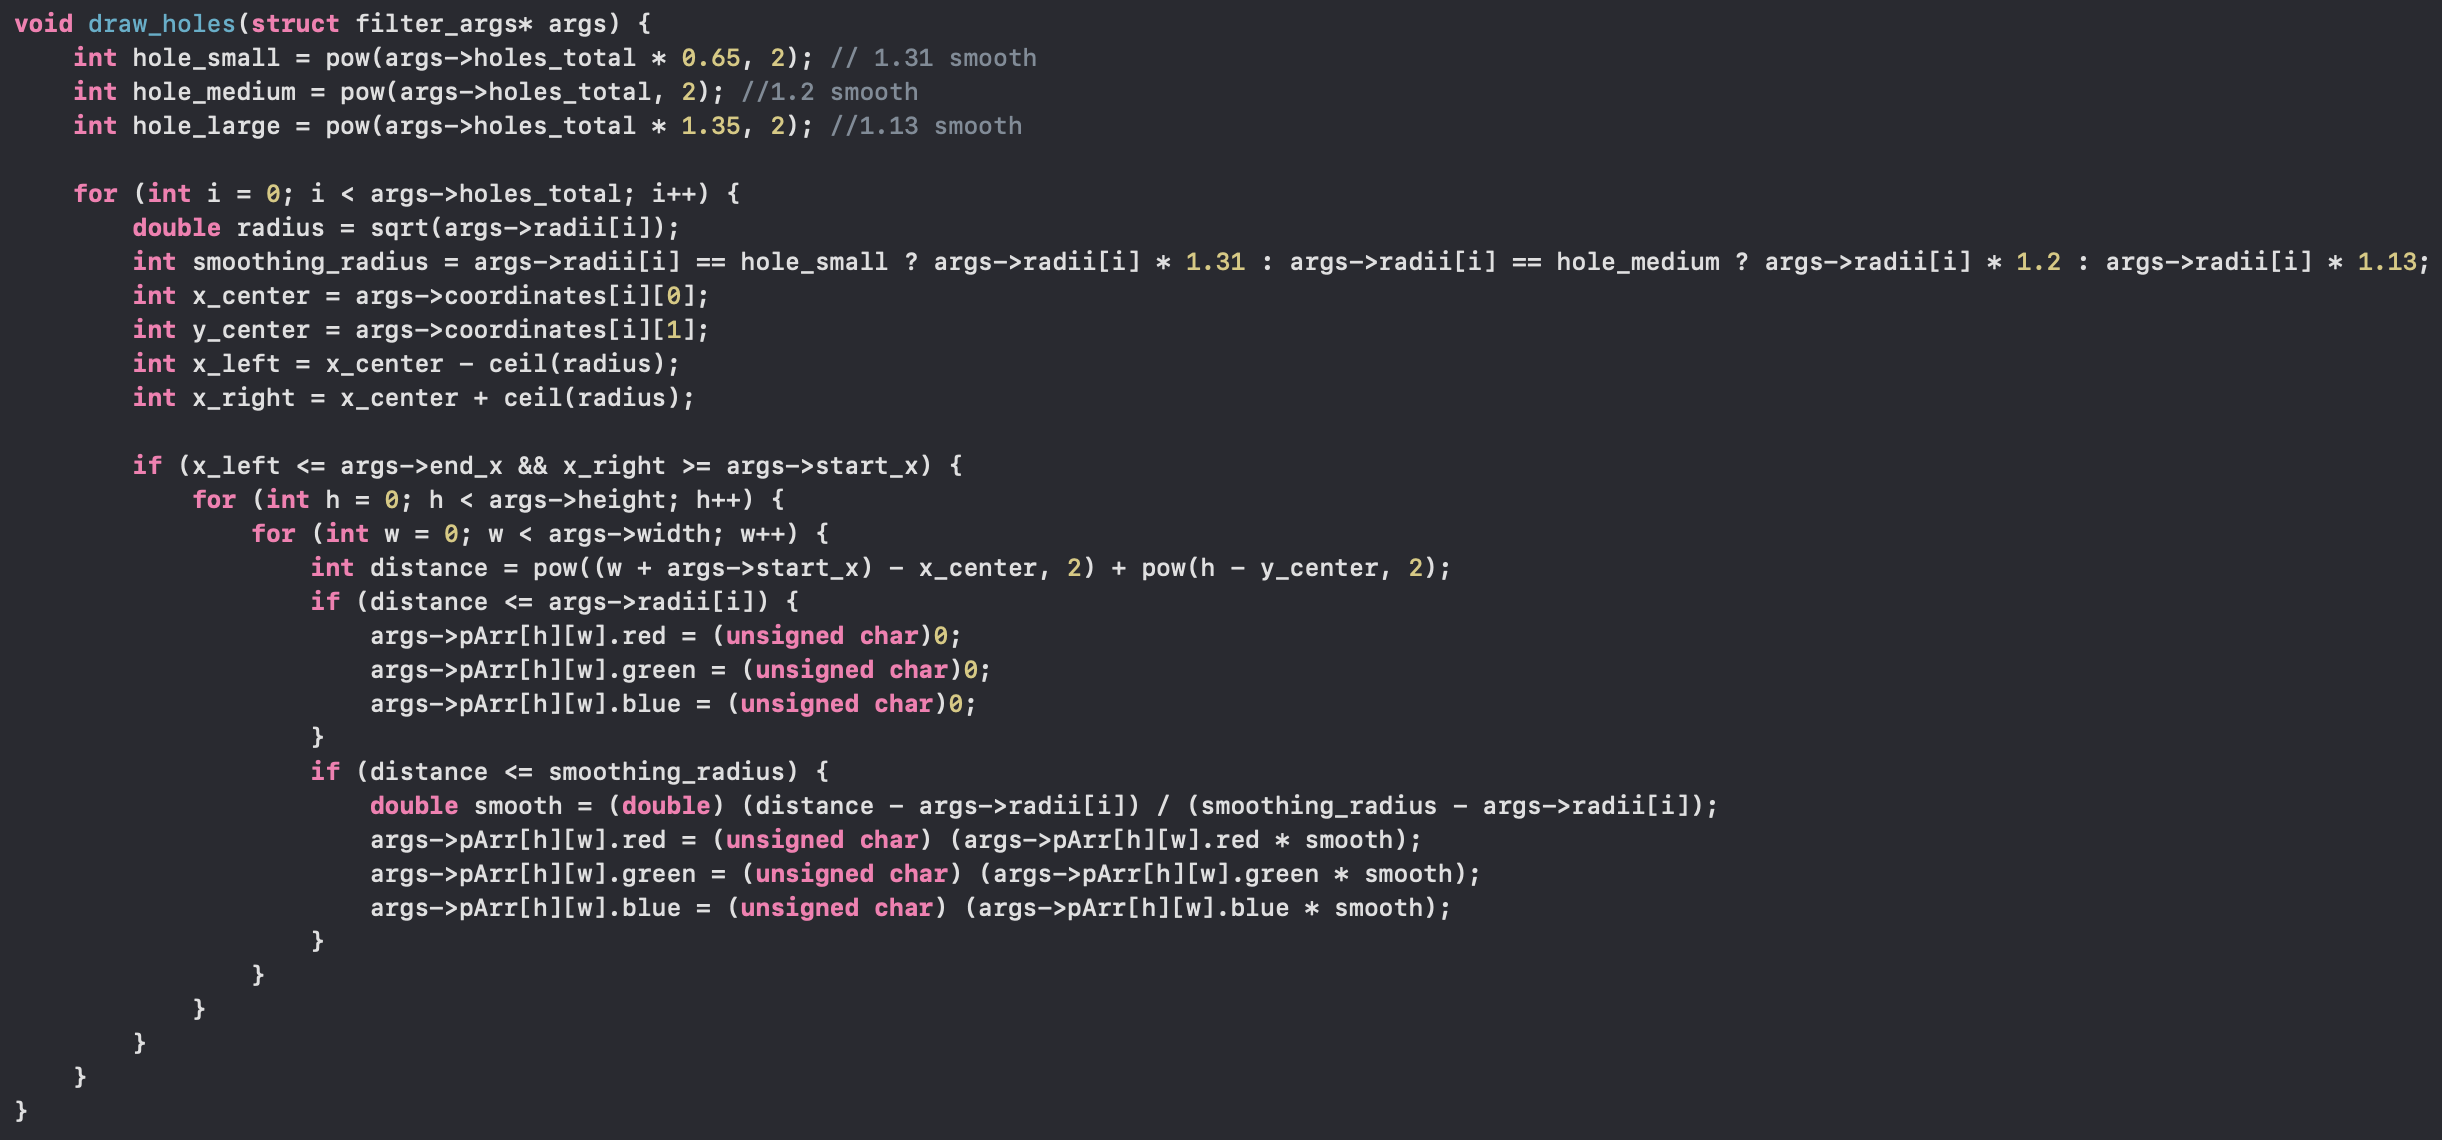 void draw_holes(struct filter_args* args) {
    int hole_small = pow(args->holes_total * 0.65, 2); // 1.31 smooth
    int hole_medium = pow(args->holes_total, 2); //1.2 smooth
    int hole_large = pow(args->holes_total * 1.35, 2); //1.13 smooth

    for (int i = 0; i < args->holes_total; i++) {
        double radius = sqrt(args->radii[i]);
        int smoothing_radius = args->radii[i] == hole_small ? args->radii[i] * 1.31 : args->radii[i] == hole_medium ? args->radii[i] * 1.2 : args->radii[i] * 1.13;
        int x_center = args->coordinates[i][0];
        int y_center = args->coordinates[i][1];
        int x_left = x_center - ceil(radius);
        int x_right = x_center + ceil(radius);

        if (x_left <= args->end_x && x_right >= args->start_x) {
            for (int h = 0; h < args->height; h++) {
                for (int w = 0; w < args->width; w++) {
                    int distance = pow((w + args->start_x) - x_center, 2) + pow(h - y_center, 2);
                    if (distance <= args->radii[i]) {
                        args->pArr[h][w].red = (unsigned char)0;
                        args->pArr[h][w].green = (unsigned char)0;
                        args->pArr[h][w].blue = (unsigned char)0;
                    }
                    if (distance <= smoothing_radius) {
                        double smooth = (double) (distance - args->radii[i]) / (smoothing_radius - args->radii[i]);
                        args->pArr[h][w].red = (unsigned char) (args->pArr[h][w].red * smooth);
                        args->pArr[h][w].green = (unsigned char) (args->pArr[h][w].green * smooth);
                        args->pArr[h][w].blue = (unsigned char) (args->pArr[h][w].blue * smooth);
                    }
                }
            }
        }
    }
}